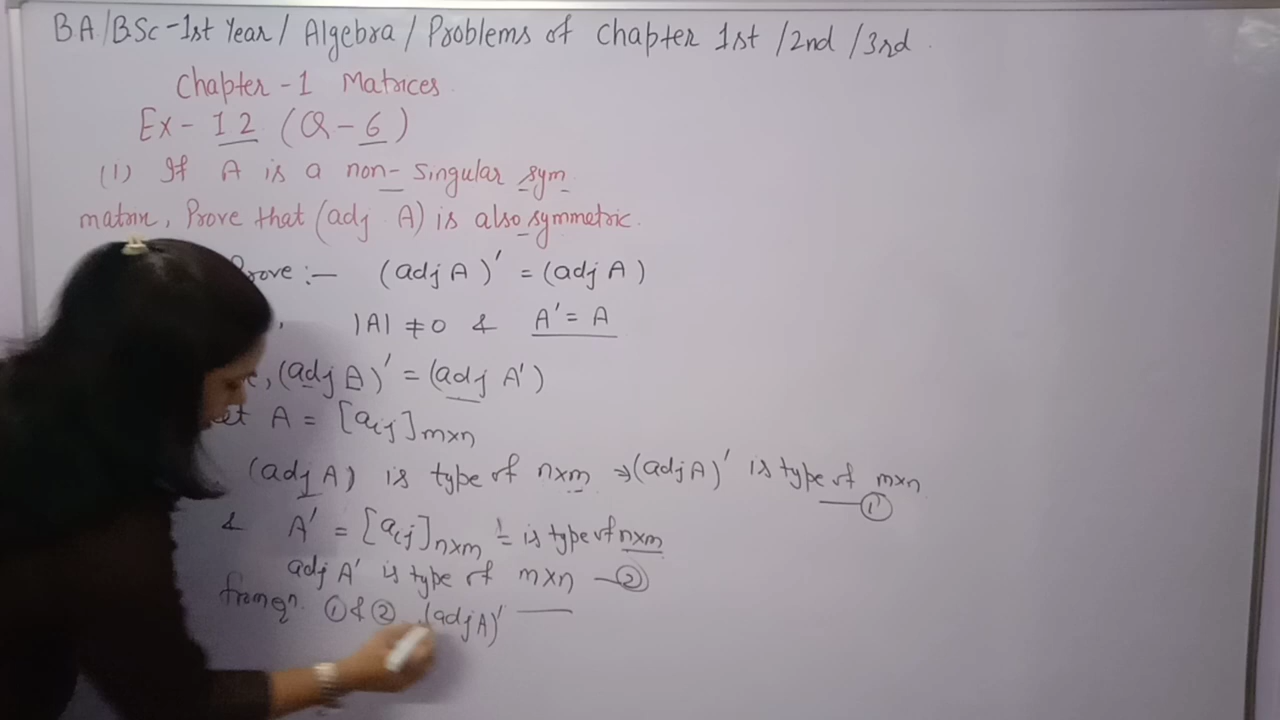 BA/BSc-1st Year/ Algebra/ Problems of Chapter 1st /2nd /3rd.
Chapter-1 Matrices
Ex- 12 (Q-6)
(1) If A is a non-singular sym
matrix, Prove that (adj A) is also symmetric.
Prove :- (adj A)' = (adj A)
|A| ≠ 0 & A' = A
(adj A)' = (adj A')
Let A = [aij]m×n
(adj A) is type of n×m ⇒ (adj A)' is type of m×n —①
& A' = [aij]n×m is type of n×m
adj A' is type of m×n —②
from eqn. ① & ② (adj A)'